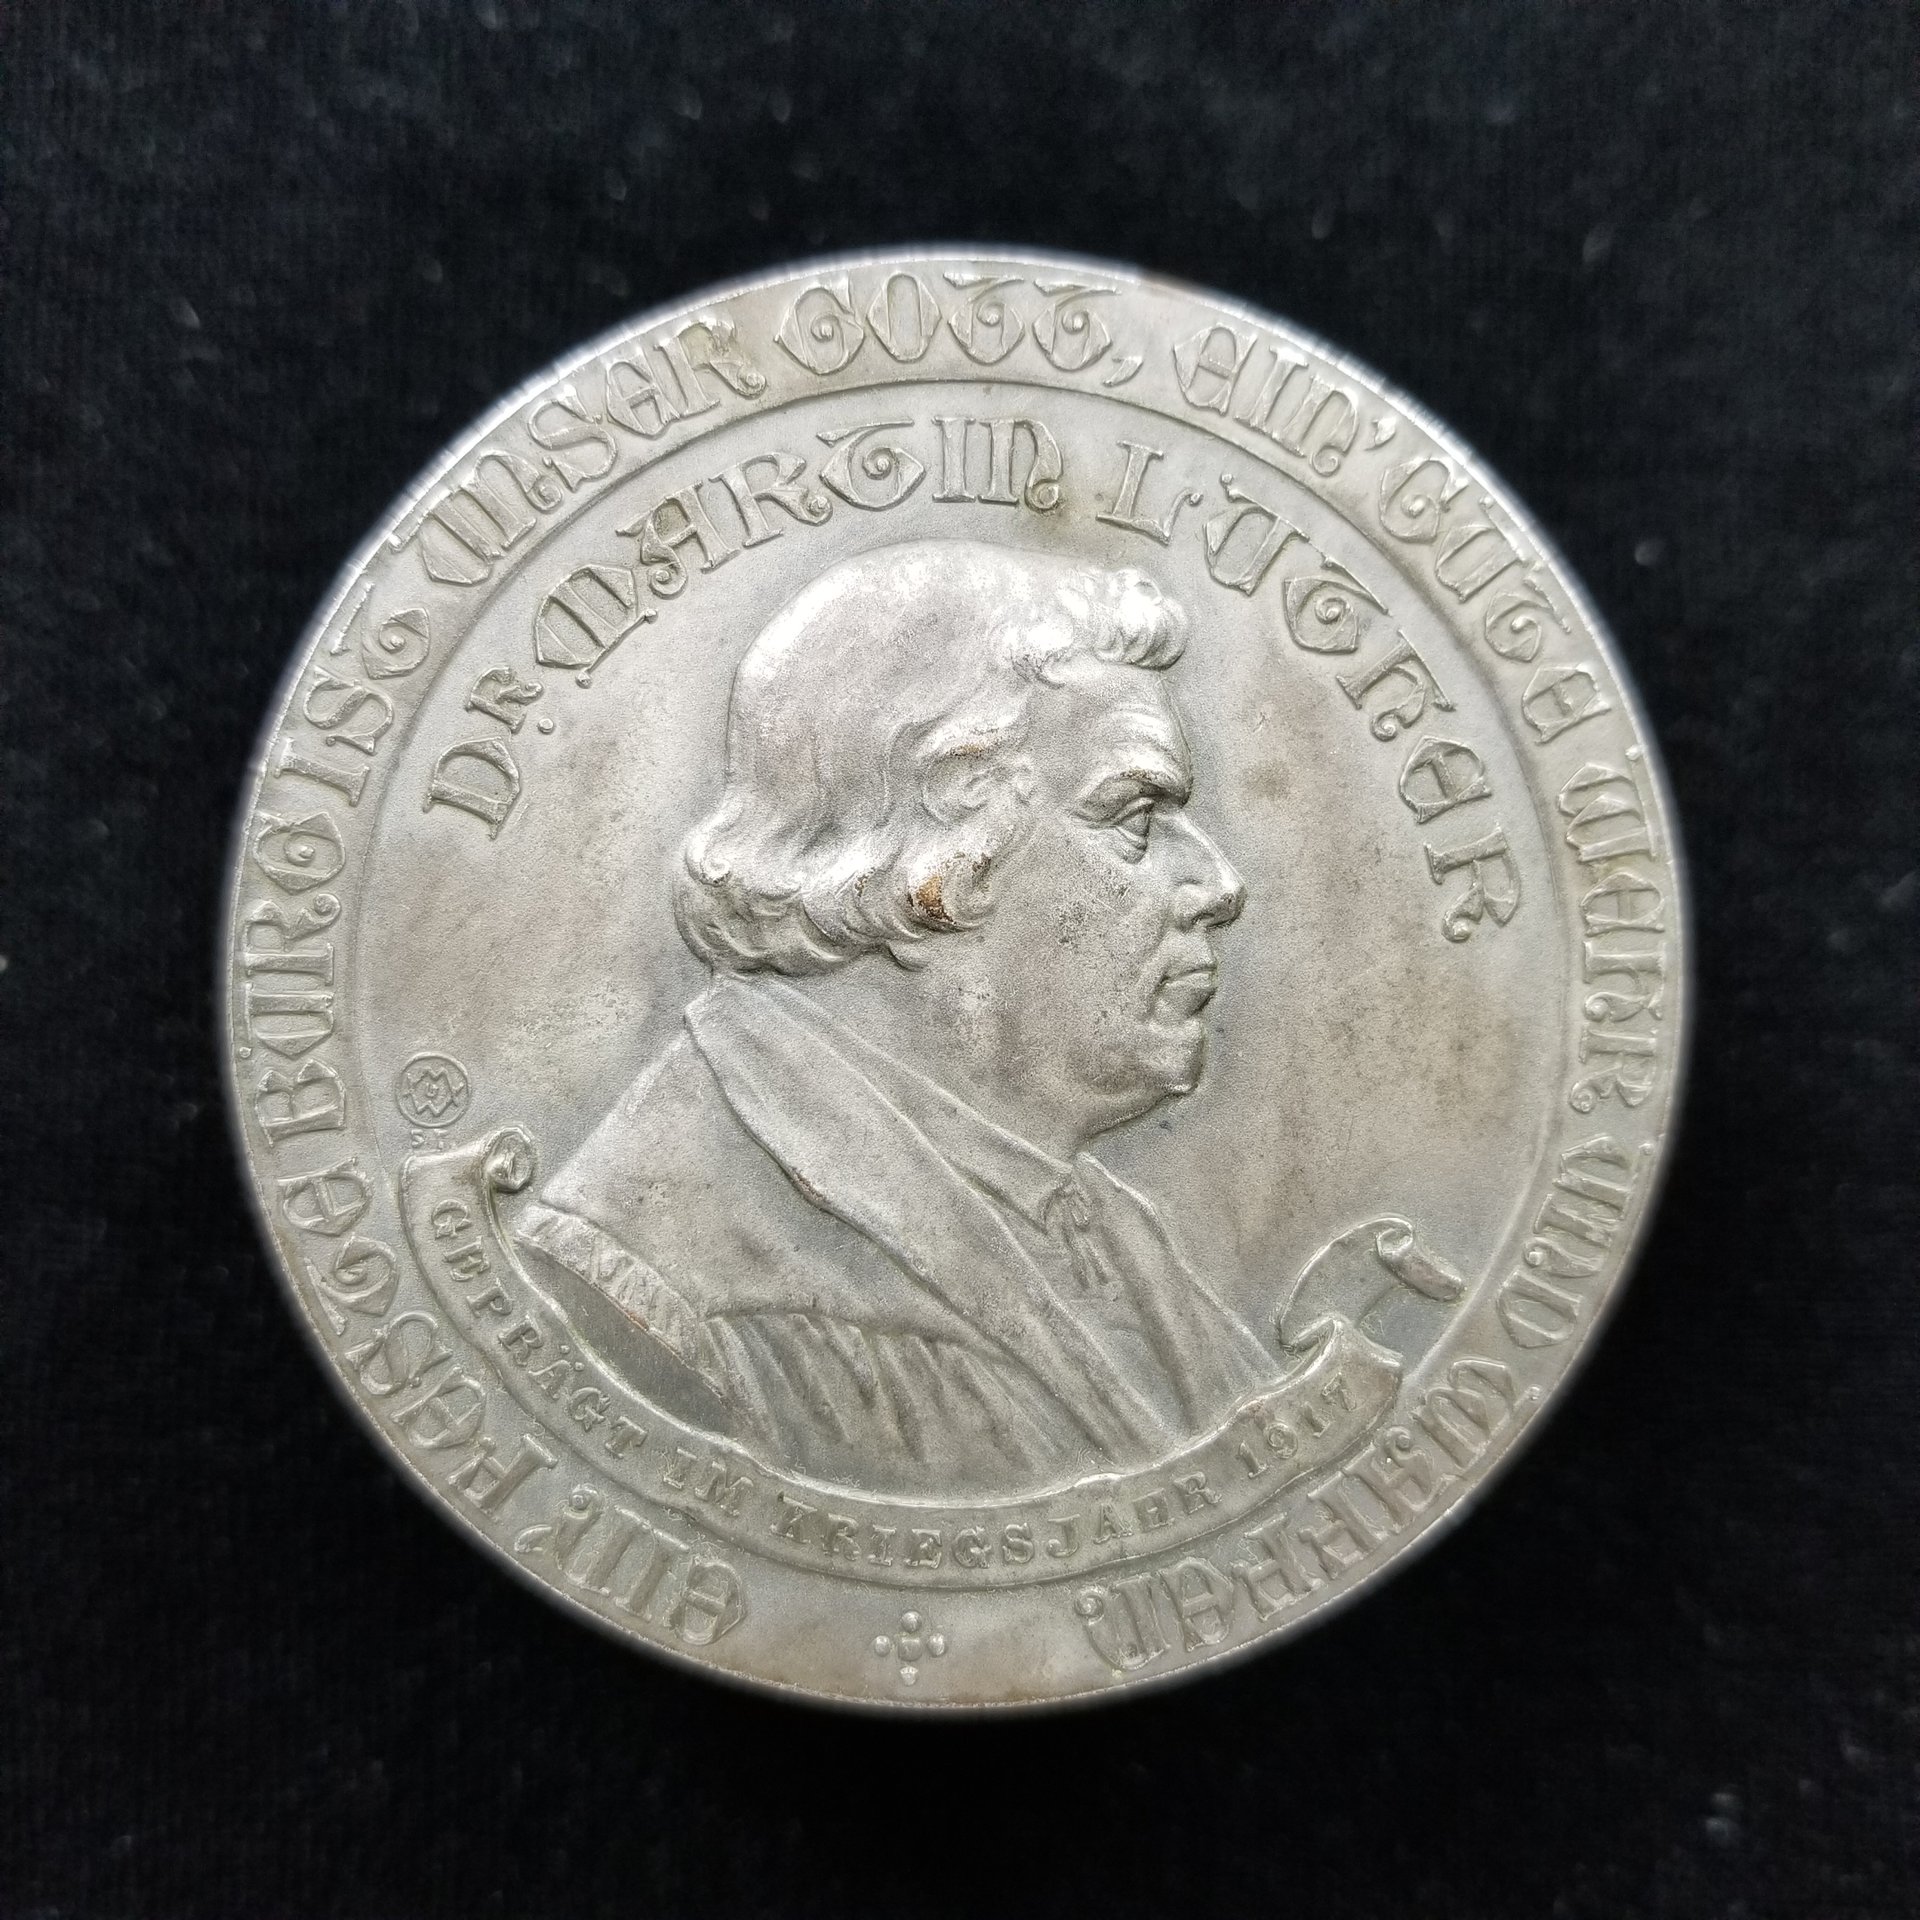 EIN' FESTE BURG IST UNSER GOTT, EIN' GUTE WEHR UND WAFFEN
DR. MARTIN LUTHER
GEPRÄGT IM KRIEGSJAHR 1917